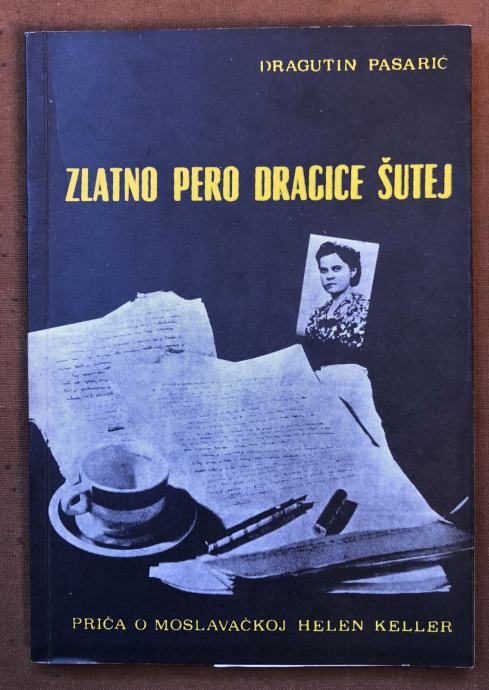 DRAGUTIN PASARIĆ
ZLATNO PERO DRAGICE ŠUTEJ
PRIČA O MOSLAVAČKOJ HELEN KELLER